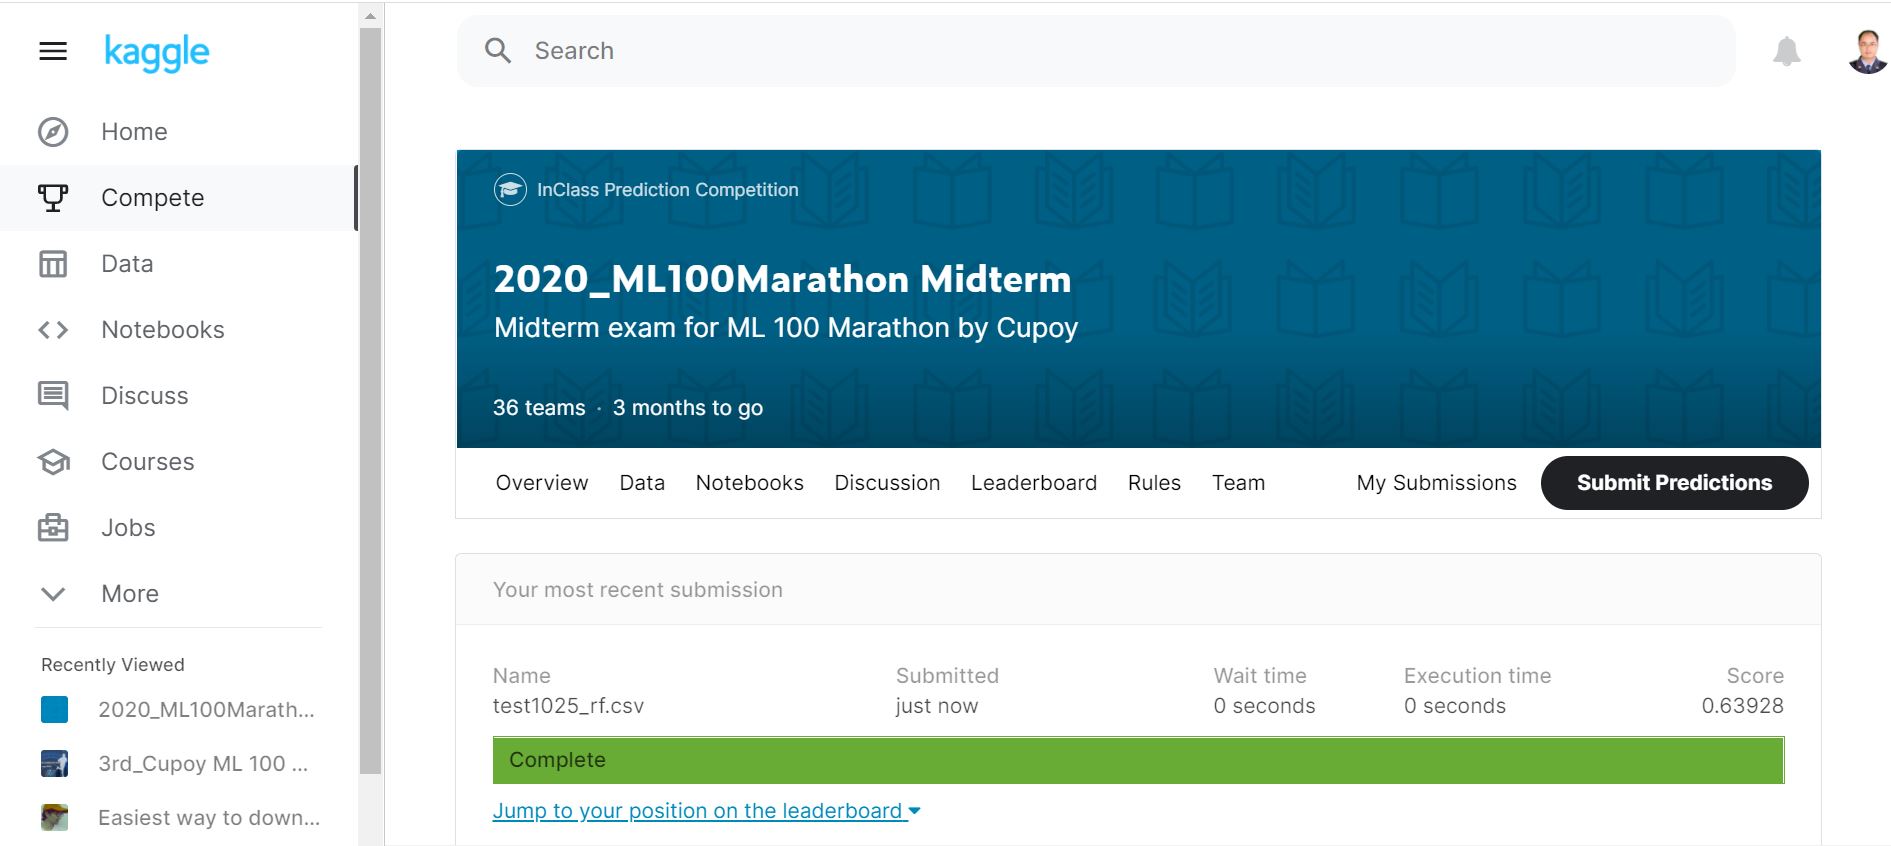 kaggle
Search
Home
Compete
Data
Notebooks
Discuss
Courses
Jobs
More
Recently Viewed
2020_ML100Marath...
3rd_Cupoy ML 100 ...
Easiest way to down...
InClass Prediction Competition
2020_ML100Marathon Midterm
Midterm exam for ML 100 Marathon by Cupoy
36 teams · 3 months to go
Overview Data Notebooks Discussion Leaderboard Rules Team My Submissions Submit Predictions
Your most recent submission
Name Submitted Wait time Execution time Score
test1025_rf.csv just now 0 seconds 0 seconds 0.63928
Complete
Jump to your position on the leaderboard